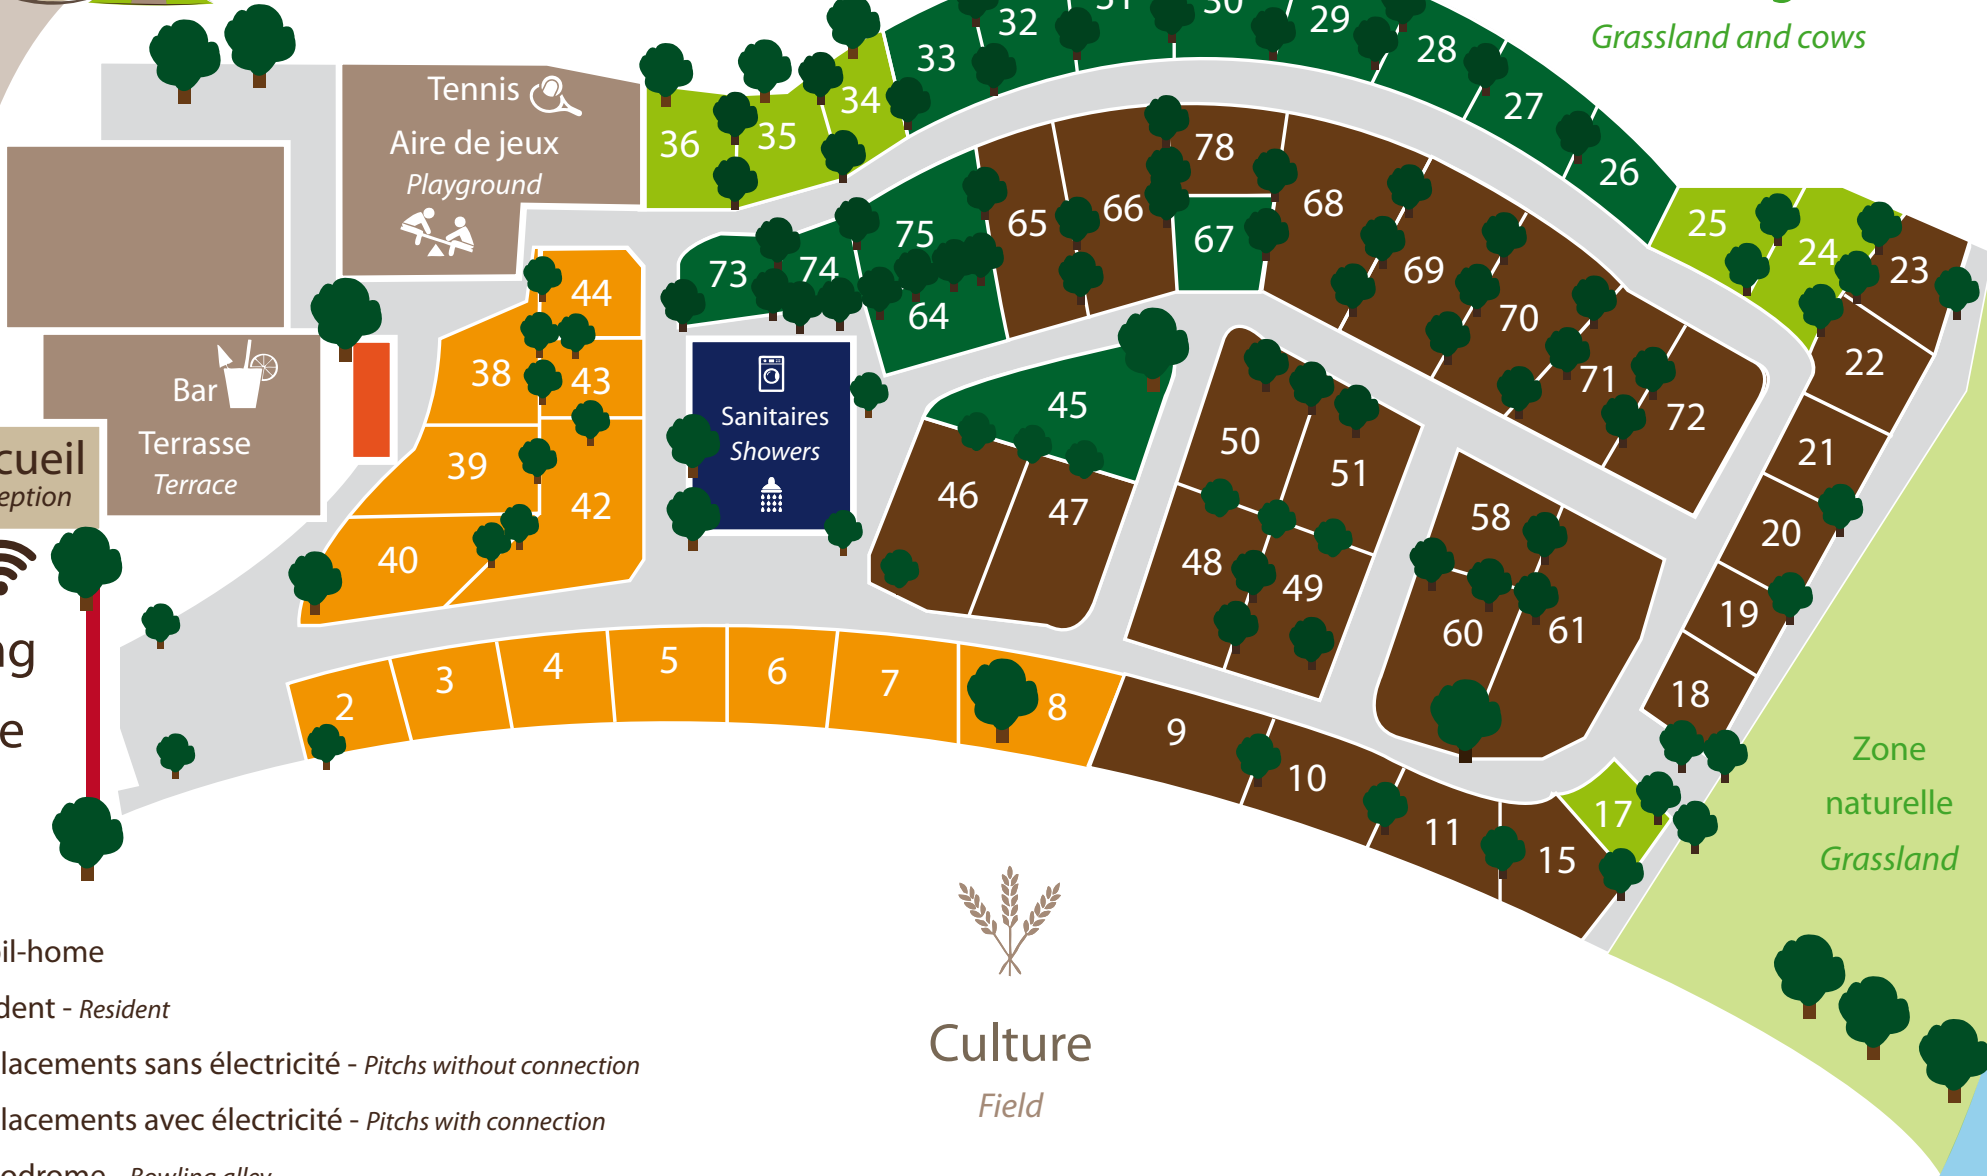 Grassland and cows
32
31
30
29
28
33
27
26
34
35
36
Tennis
Aire de jeux
Playground
78
68
66
65
75
67
69
70
71
72
25
24
23
22
21
20
19
18
73
74
64
44
38
43
39
42
40
Bar
Terrasse
Terrace
Sanitaires
Showers
45
46
47
50
51
48
49
58
60
61
2
3
4
5
6
7
8
9
10
11
15
17
Zone
naturelle
Grassland
cueil
eption
ng
e
il-home
dent - Resident
lacements sans électricité - Pitchs without connection
lacements avec électricité - Pitchs with connection
odrome - Bowling alley
Culture
Field